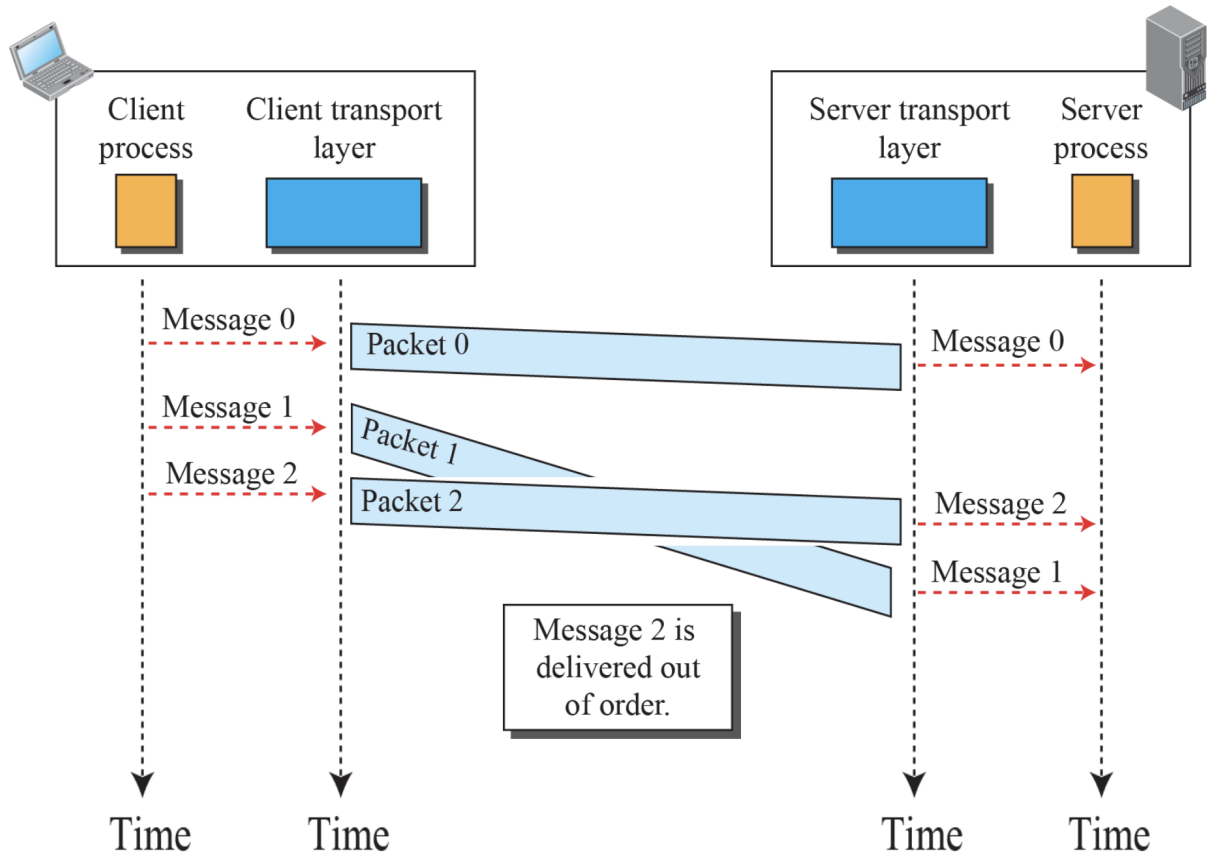 Client
process
Client transport
layer
Server transport
layer
Server
process
Message 0
Packet 0
Message 0
Message 1
Packet 1
Message 2
Packet 2
Message 2
Message 1
Message 2 is
delivered out
of order.
Time
Time
Time
Time